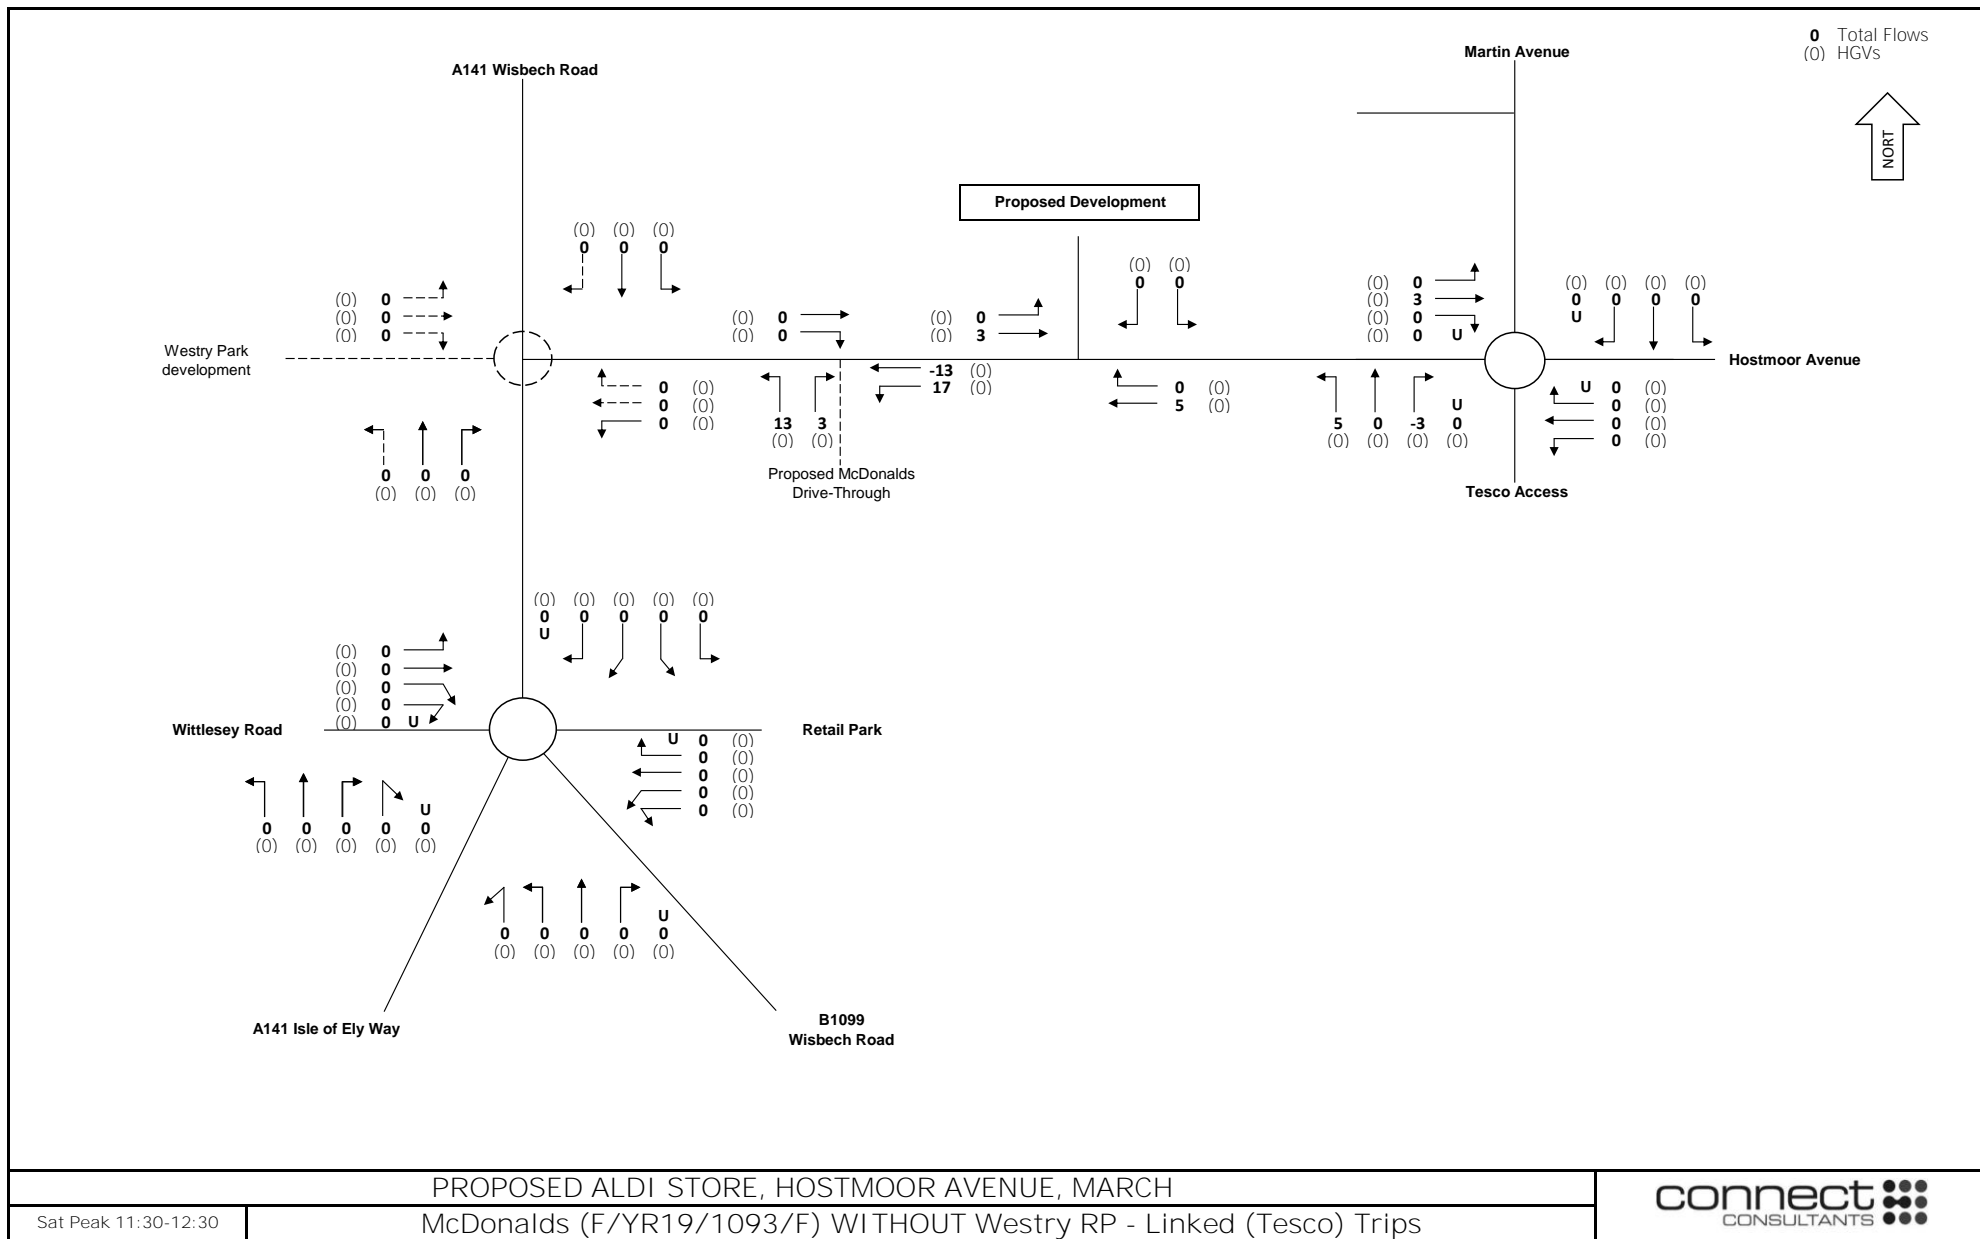 0 Total Flows
(0) HGVs
NORT
A141 Wisbech Road
Martin Avenue
Proposed Development
(0) (0) (0)
0 0 0
(0) 0
(0) 0
(0) 0
Westry Park
development
(0) 0
(0) 0
(0) 0
(0) 3
(0) (0)
0 0
(0) 0
(0) 3
(0) 0
(0) 0 U
(0) (0) (0) (0)
0 0 0 0
U
Hostmoor Avenue
0 (0)
0 (0)
0 (0)
13 3
(0) (0)
-13 (0)
17 (0)
0 (0)
5 (0)
U
5 0 -3 0
(0) (0) (0) (0)
U 0 (0)
0 (0)
0 (0)
0 (0)
0 0 0
(0) (0) (0)
Proposed McDonalds
Drive-Through
Tesco Access
(0) (0) (0) (0) (0)
0 0 0 0 0
U
(0) 0
(0) 0
(0) 0
(0) 0
(0) 0 U
Wittlesey Road
Retail Park
U 0 (0)
0 (0)
0 (0)
0 (0)
0 (0)
U
0 0 0 0 0
(0) (0) (0) (0) (0)
U
0 0 0 0 0
(0) (0) (0) (0) (0)
A141 Isle of Ely Way
B1099
Wisbech Road
PROPOSED ALDI STORE, HOSTMOOR AVENUE, MARCH
Sat Peak 11:30-12:30
McDonalds (F/YR19/1093/F) WITHOUT Westry RP - Linked (Tesco) Trips
connect
CONSULTANTS